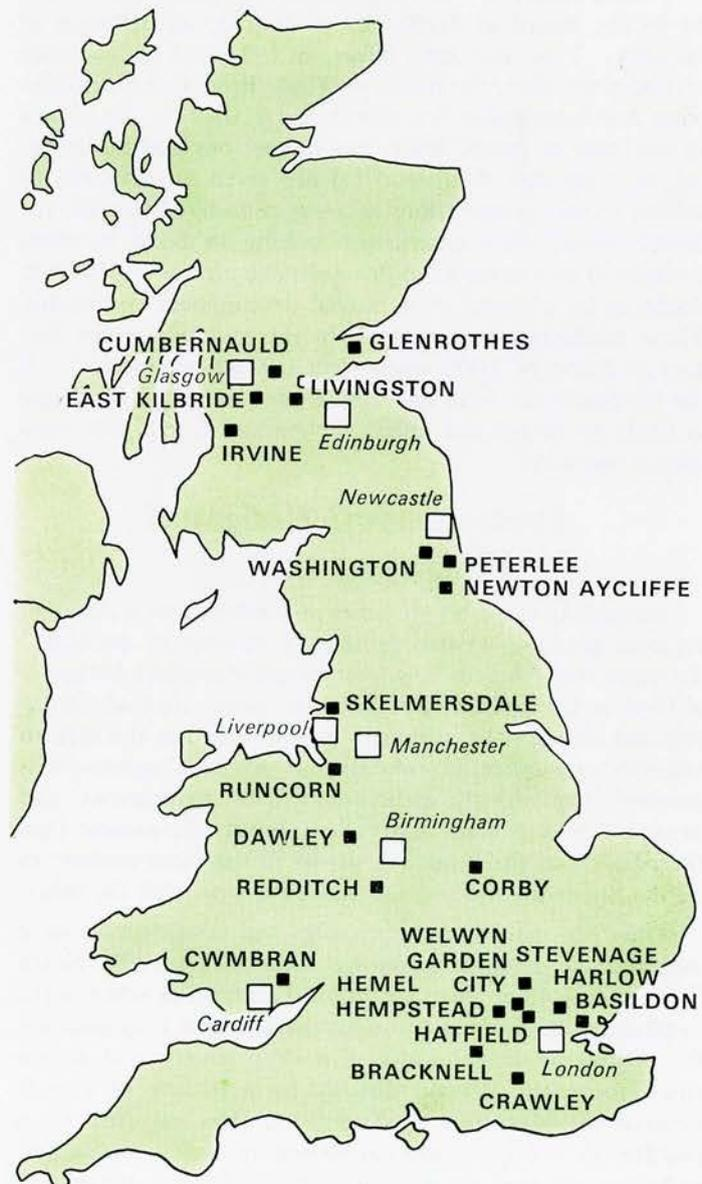 CUMBERNAULD
GLENROTHES
Glasgow
LIVINGSTON
EAST KILBRIDE
Edinburgh
IRVINE
Newcastle
WASHINGTON
PETERLEE
NEWTON AYCLIFFE
SKELMERSDALE
Liverpool
Manchester
RUNCORN
Birmingham
DAWLEY
REDDITCH
CORBY
WELWYN
GARDEN
CITY
STEVENAGE
CWMBRAN
HEMEL
HEMPSTEAD
HARLOW
BASILDON
Cardiff
HATFIELD
London
BRACKNELL
CRAWLEY